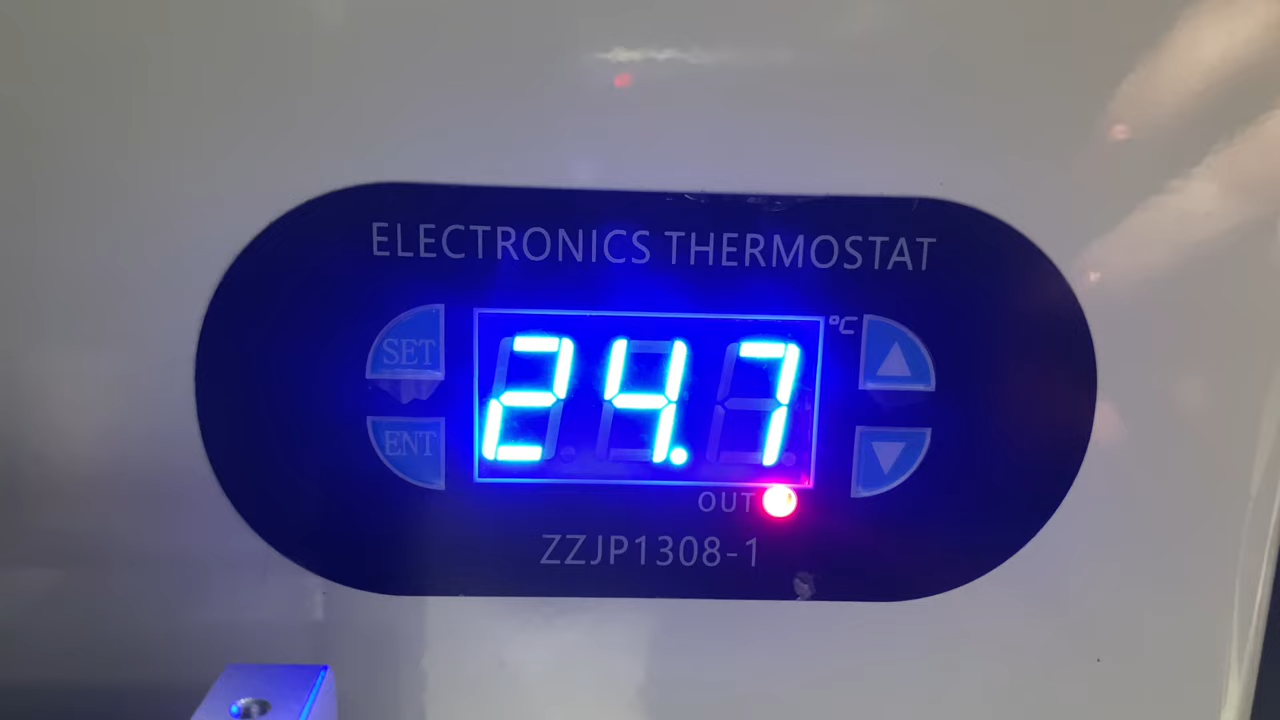 ELECTRONICS THERMOSTAT
SET
24.7
°C
▲
ENT
▼
OUT
ZZJP1308-1